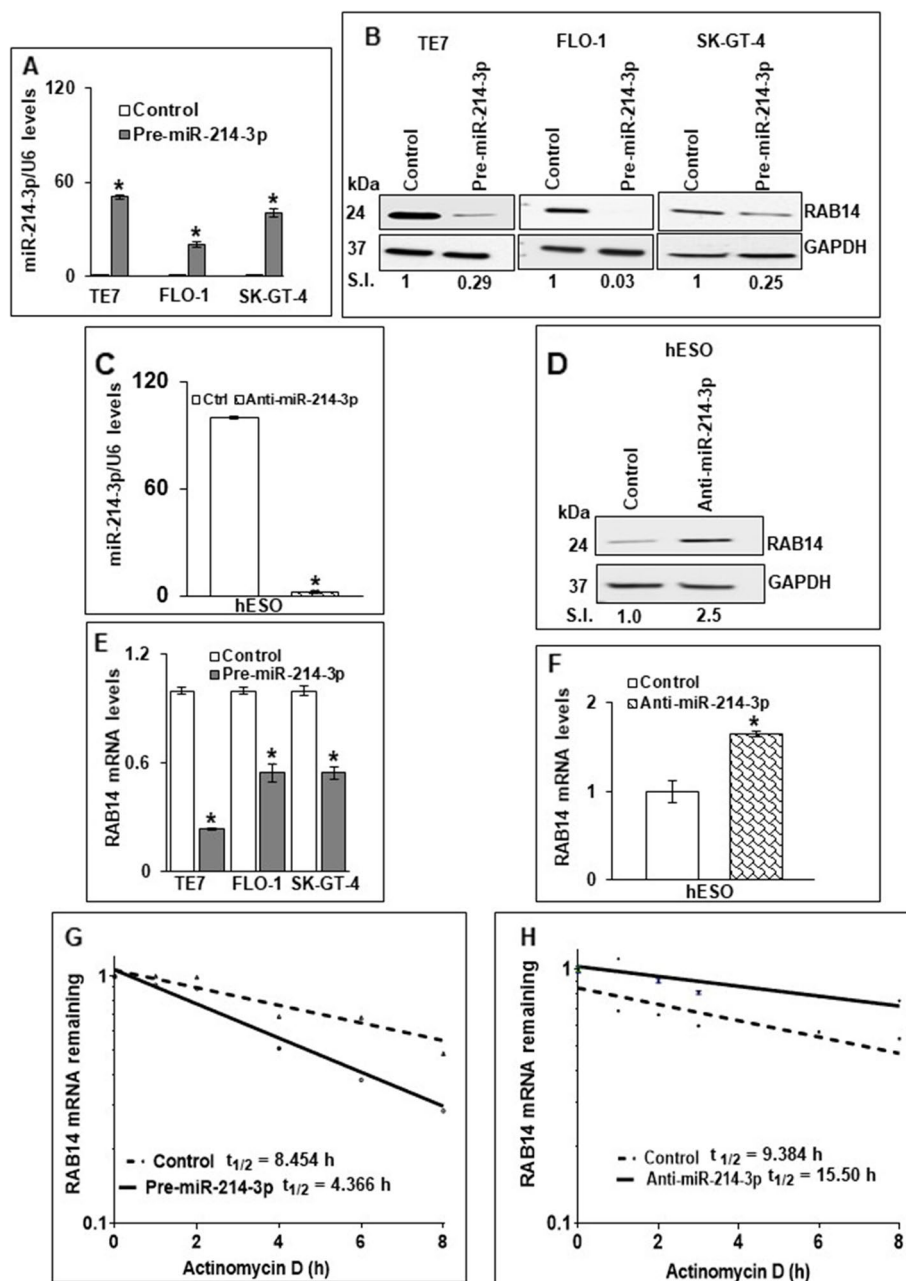 A
miR-214-3p/U6 levels
120
60
0
Control
Pre-miR-214-3p
*
*
*
TE7 FLO-1 SK-GT-4
B
TE7 FLO-1 SK-GT-4
Control Pre-miR-214-3p Control Pre-miR-214-3p Control Pre-miR-214-3p
kDa
24 RAB14
37 GAPDH
S.I. 1 0.29 1 0.03 1 0.25
C
miR-214-3p/U6 levels
120
60
0
Ctrl Anti-miR-214-3p
*
hESO
D
hESO
Control Anti-miR-214-3p
kDa
24 RAB14
37 GAPDH
S.I. 1.0 2.5
E
RAB14 mRNA levels
1.2
0.6
0
Control
Pre-miR-214-3p
*
*
*
TE7 FLO-1 SK-GT-4
F
RAB14 mRNA levels
2
1
0
Control
Anti-miR-214-3p
*
hESO
G
RAB14 mRNA remaining
1
0.1
Control t1/2 = 8.454 h
Pre-miR-214-3p t1/2 = 4.366 h
0 2 4 6 8
Actinomycin D (h)
H
RAB14 mRNA remaining
1
0.1
Control t1/2 = 9.384 h
Anti-miR-214-3p t1/2 = 15.50 h
0 2 4 6 8
Actinomycin D (h)